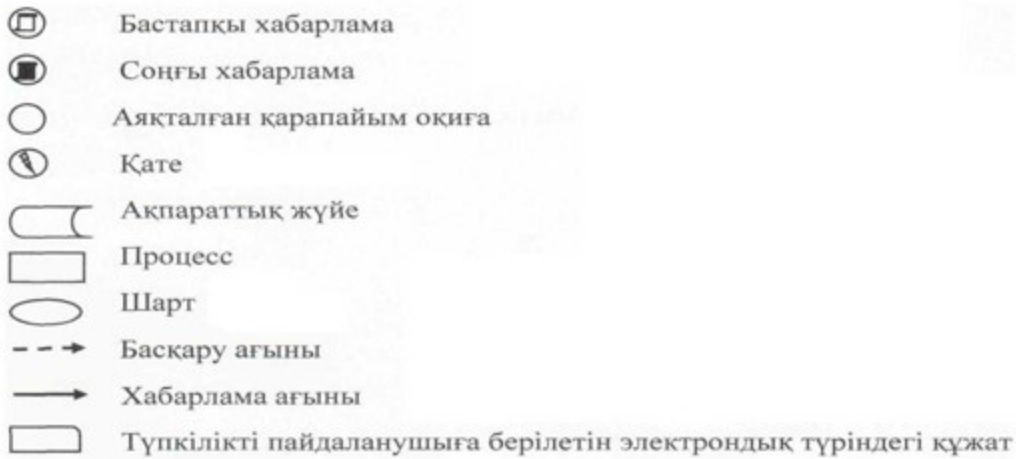 Бастапқы хабарлама
Соңғы хабарлама
Аяқталған қарапайым оқиға
Қате
Ақпараттық жүйе
Процесс
Шарт
Басқару ағыны
Хабарлама ағыны
Түпкілікті пайдаланушыға берілетін электрондық түріндегі құжат